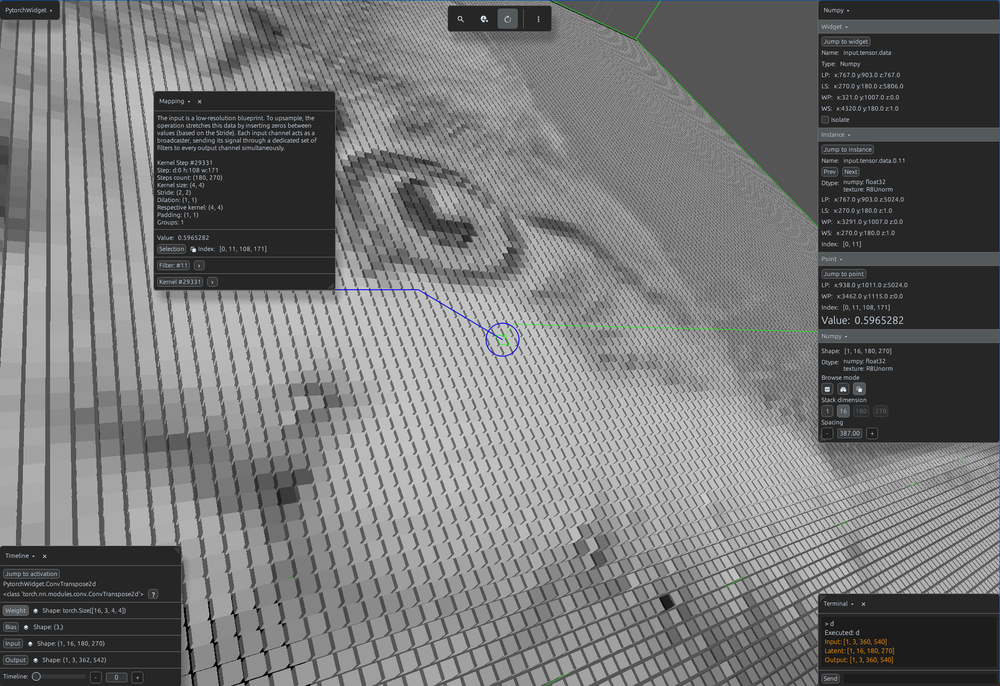 PytorchWidget
Mapping
The input is a low-resolution blueprint. To upsample, the
operation stretches this data by inserting zeros between
values (based on the Stride). Each input channel acts as a
broadcaster, sending its signal through a dedicated set of
filters to every output channel simultaneously.
Kernel Step #29331
Step: d:0 h:108 w:171
Steps count: (180, 270)
Kernel size: (4, 4)
Stride: (2, 2)
Dilation: (1, 1)
Respective kernel: (4, 4)
Padding: (1, 1)
Groups: 1
Value: 0.5965282
Selection Index: [0, 11, 108, 171]
Filter: #11 >
Kernel #29331 >
Numpy
Widget
Jump to widget
Name: input.tensor.data
Type: Numpy
LP: x:767.0 y:903.0 z:767.0
LS: x:270.0 y:180.0 z:5806.0
WP: x:321.0 y:1007.0 z:0.0
WS: x:4320.0 y:180.0 z:1.0
Isolate
Instance
Jump to instance
Name: input.tensor.data.0.11
Prev Next
Dtype: numpy: float32
texture: R8Unorm
LP: x:767.0 y:903.0 z:5024.0
LS: x:270.0 y:180.0 z:1.0
WP: x:3291.0 y:1007.0 z:0.0
WS: x:270.0 y:180.0 z:1.0
Index: [0, 11]
Point
Jump to point
LP: x:938.0 y:1011.0 z:5024.0
WP: x:3462.0 y:1115.0 z:0.0
Index: [0, 11, 108, 171]
Value: 0.5965282
Numpy
Shape: [1, 16, 180, 270]
Dtype: numpy: float32
texture: R8Unorm
Browse mode
Stack dimension
1 16 180 270
Spacing
- 387.00 +
Timeline
Jump to activation
PytorchWidget.ConvTranspose2d
<class 'torch.nn.modules.conv.ConvTranspose2d'> ?
Weight Shape: torch.Size([16, 3, 4, 4])
Bias Shape: (3,)
Input Shape: (1, 16, 180, 270)
Output Shape: (1, 3, 362, 542)
Timeline: - 0 +
Terminal
> d
Executed: d
Input: [1, 3, 360, 540]
Latent: [1, 16, 180, 270]
Output: [1, 3, 360, 540]
Send